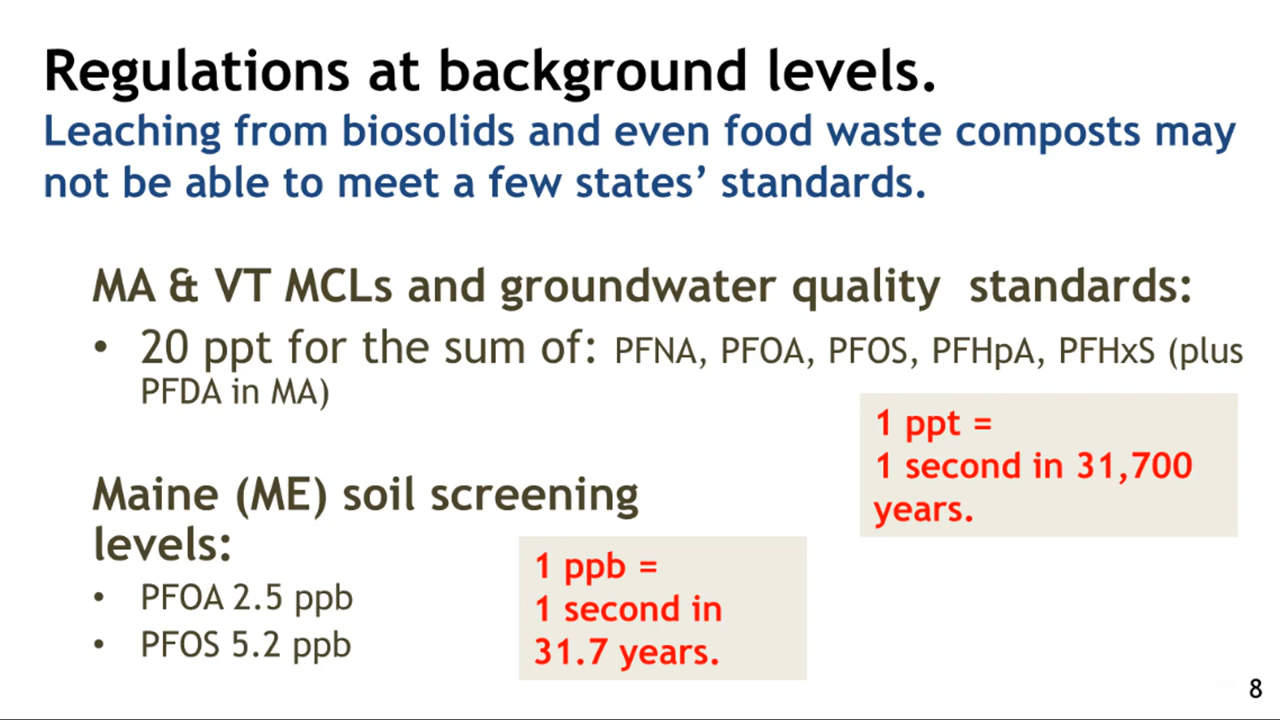 Regulations at background levels.
Leaching from biosolids and even food waste composts may
not be able to meet a few states’ standards.
MA & VT MCLs and groundwater quality standards:
• 20 ppt for the sum of: PFNA, PFOA, PFOS, PFHpA, PFHxS (plus
PFDA in MA)
1 ppt =
1 second in 31,700
years.
Maine (ME) soil screening
levels:
• PFOA 2.5 ppb
• PFOS 5.2 ppb
1 ppb =
1 second in
31.7 years.
8